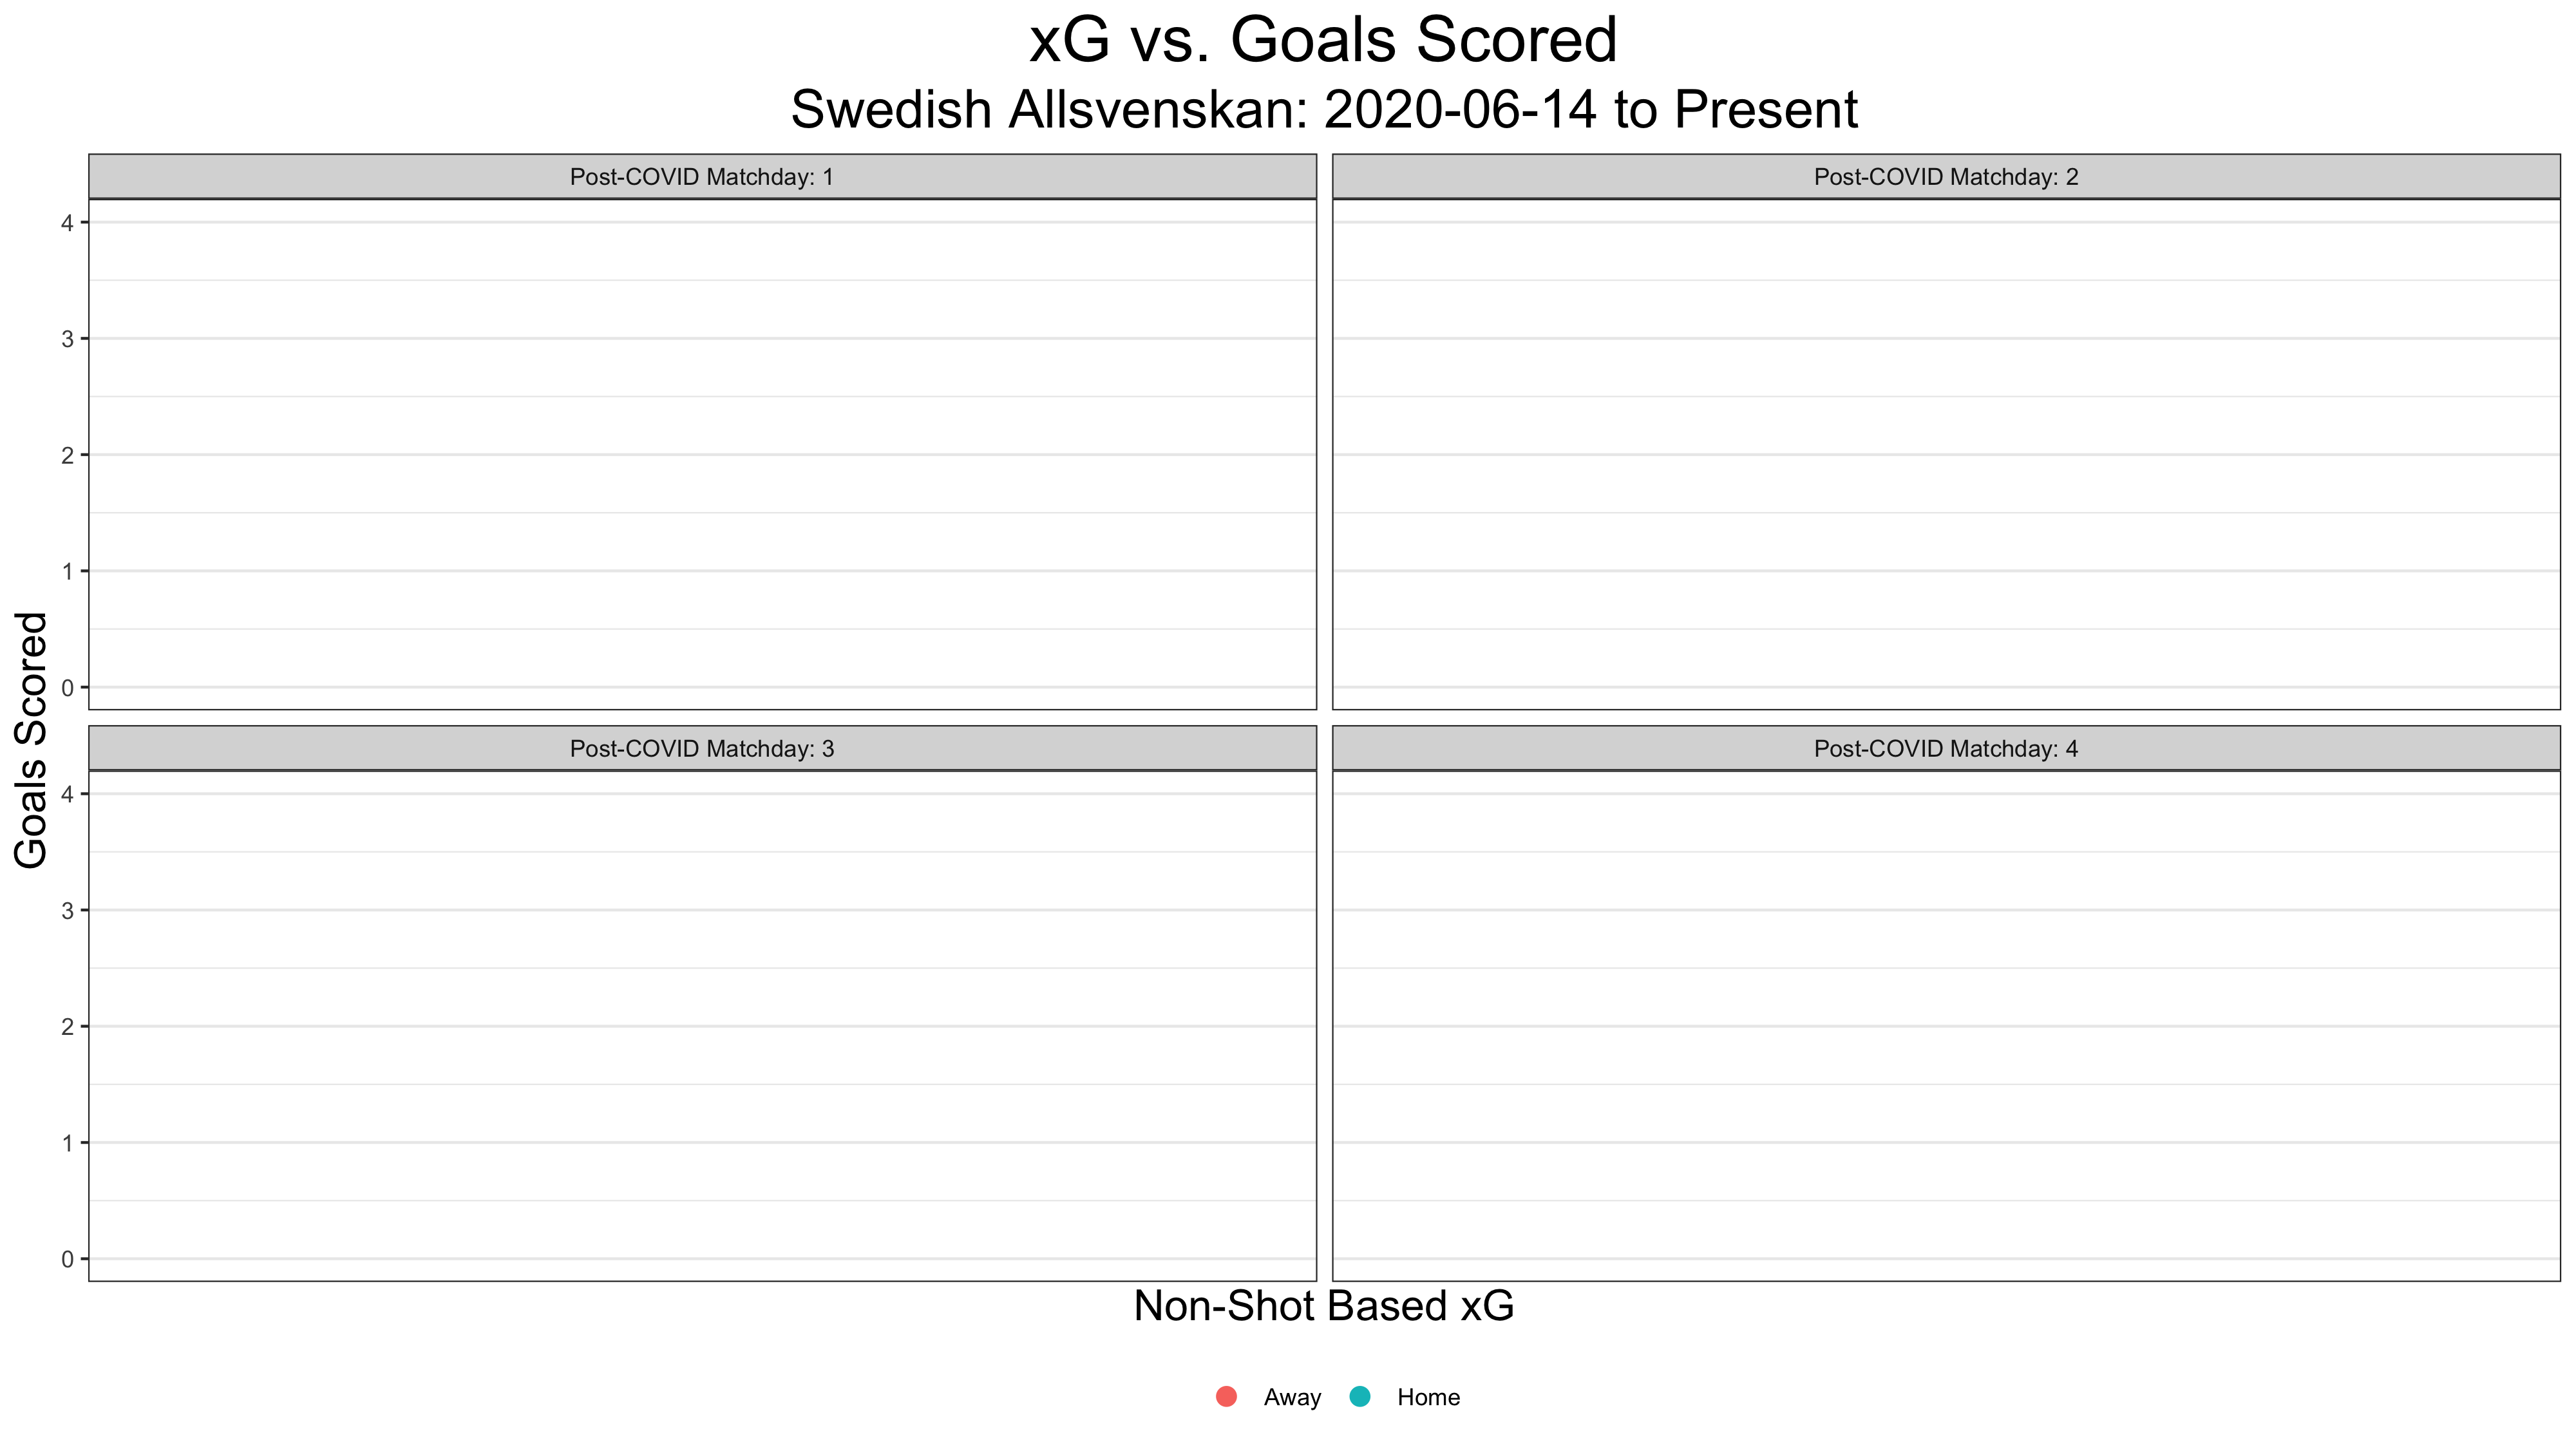 xG vs. Goals Scored
Swedish Allsvenskan: 2020-06-14 to Present
Post-COVID Matchday: 1
Post-COVID Matchday: 2
4
3
2
1
0
Goals Scored
Post-COVID Matchday: 3
Post-COVID Matchday: 4
4
3
2
1
0
Non-Shot Based xG
Away
Home